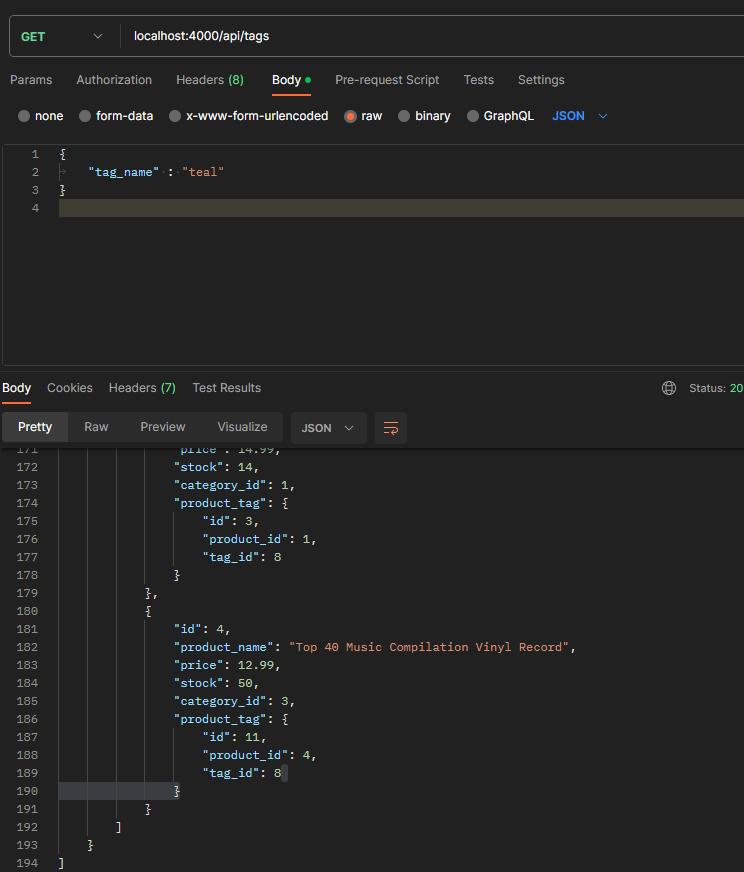 GET localhost:4000/api/tags
Params Authorization Headers (8) Body Pre-request Script Tests Settings
none form-data x-www-form-urlencoded raw binary GraphQL JSON
1 {
2 "tag_name" : "teal"
3 }
4
Body Cookies Headers (7) Test Results Status: 20
Pretty Raw Preview Visualize JSON
171 "price": 14.99,
172 "stock": 14,
173 "category_id": 1,
174 "product_tag": {
175 "id": 3,
176 "product_id": 1,
177 "tag_id": 8
178 }
179 },
180 {
181 "id": 4,
182 "product_name": "Top 40 Music Compilation Vinyl Record",
183 "price": 12.99,
184 "stock": 50,
185 "category_id": 3,
186 "product_tag": {
187 "id": 11,
188 "product_id": 4,
189 "tag_id": 8
190 }
191 }
192 ]
193 }
194 ]